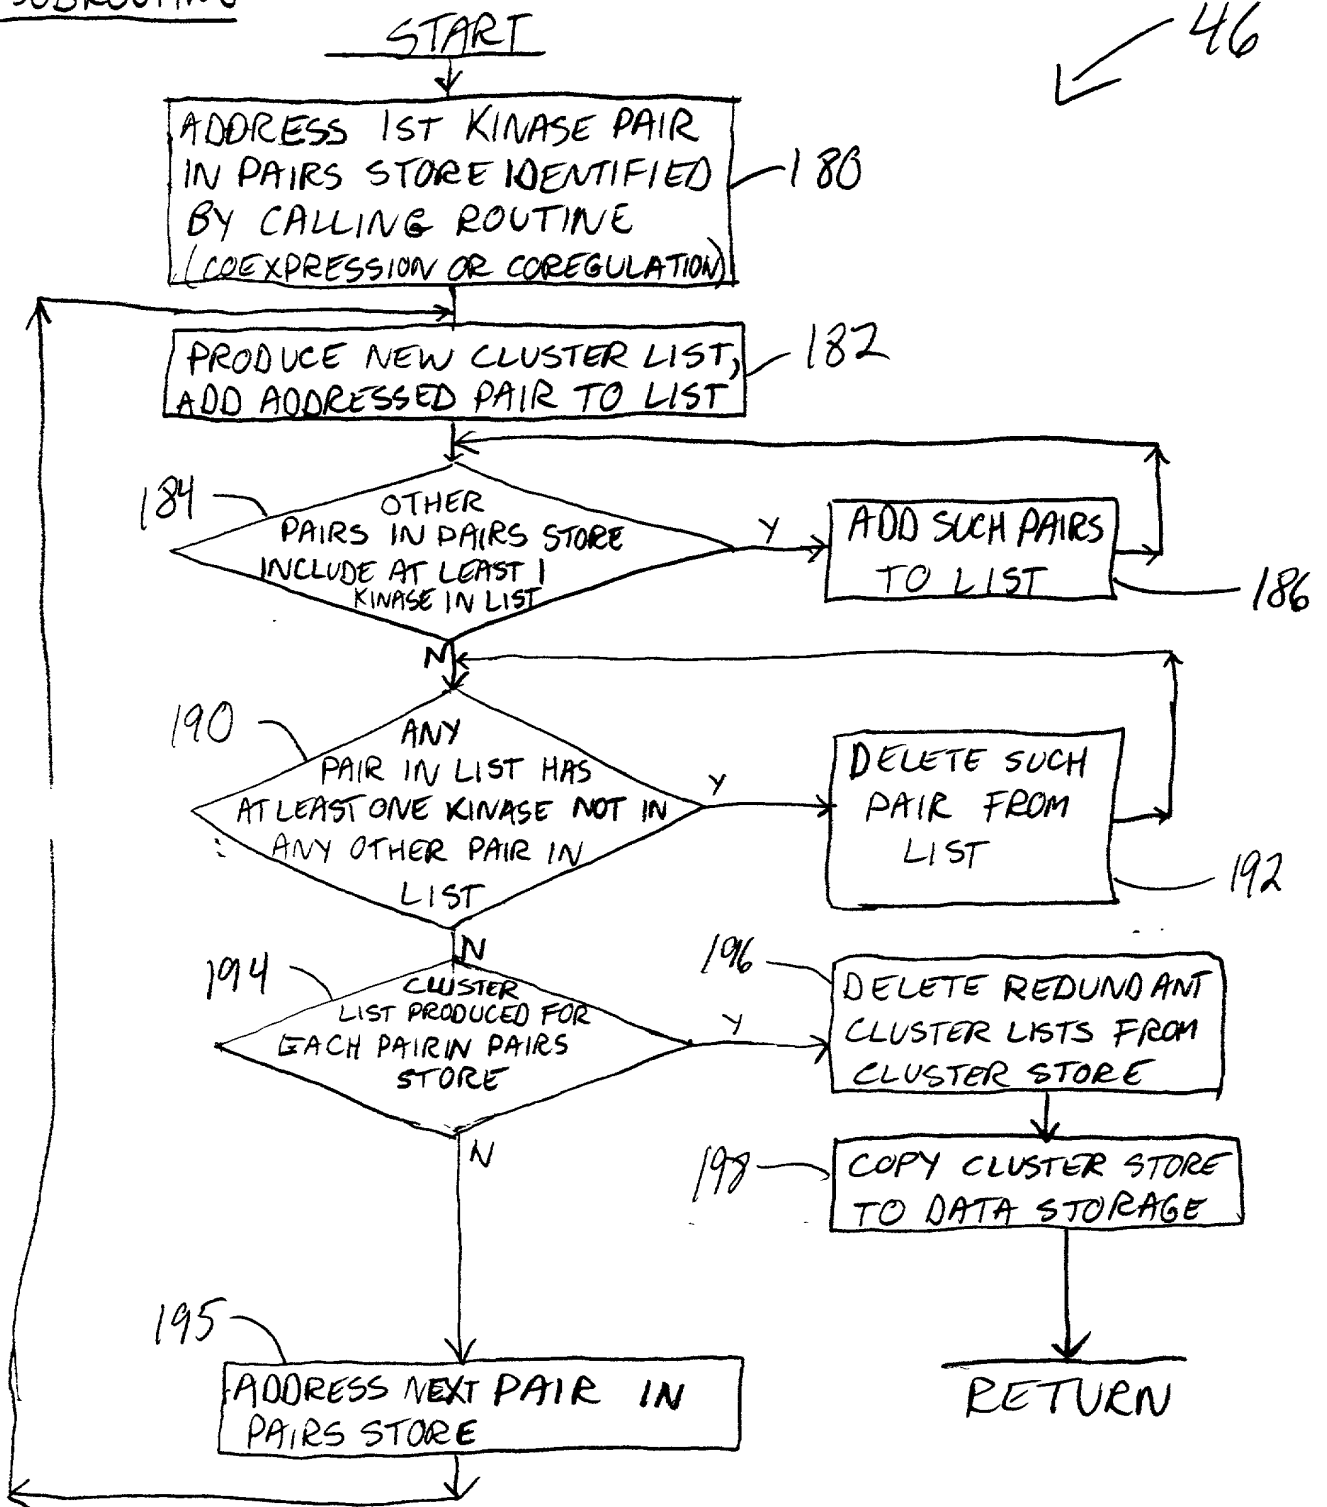 SUBROUTINE
START
46
ADDRESS 1ST KINASE PAIR
IN PAIRS STORE IDENTIFIED
BY CALLING ROUTINE
(COEXPRESSION OR COREGULATION)
180
PRODUCE NEW CLUSTER LIST,
ADD ADDRESSED PAIR TO LIST
182
184
OTHER
PAIRS IN PAIRS STORE
INCLUDE AT LEAST 1
KINASE IN LIST
Y
ADD SUCH PAIRS
TO LIST
186
N
190
ANY
PAIR IN LIST HAS
AT LEAST ONE KINASE NOT IN
ANY OTHER PAIR IN
LIST
Y
DELETE SUCH
PAIR FROM
LIST
192
N
194
CLUSTER
LIST PRODUCED FOR
EACH PAIR IN PAIRS
STORE
Y
196
DELETE REDUNDANT
CLUSTER LISTS FROM
CLUSTER STORE
N
198
COPY CLUSTER STORE
TO DATA STORAGE
195
ADDRESS NEXT PAIR IN
PAIRS STORE
RETURN